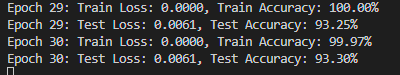 Epoch 29: Train Loss: 0.0000, Train Accuracy: 100.00%
Epoch 29: Test Loss: 0.0061, Test Accuracy: 93.25%
Epoch 30: Train Loss: 0.0000, Train Accuracy: 99.97%
Epoch 30: Test Loss: 0.0061, Test Accuracy: 93.30%